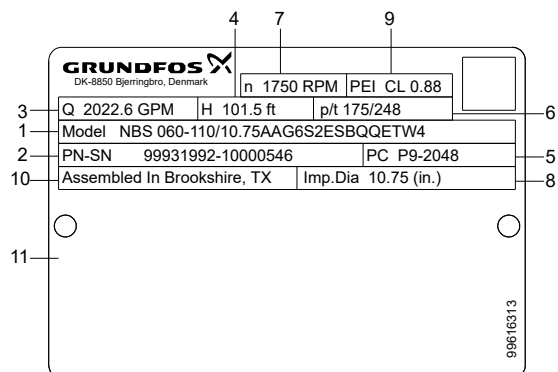 4 7 9
GRUNDFOS
DK-8850 Bjerringbro, Denmark
n 1750 RPM PEI CL 0.88
3 Q 2022.6 GPM H 101.5 ft p/t 175/248 6
1 Model NBS 060-110/10.75AAG6S2ESBQQETW4
2 PN-SN 99931992-10000546 PC P9-2048 5
10 Assembled In Brookshire, TX Imp.Dia 10.75 (in.) 8
11
99616313